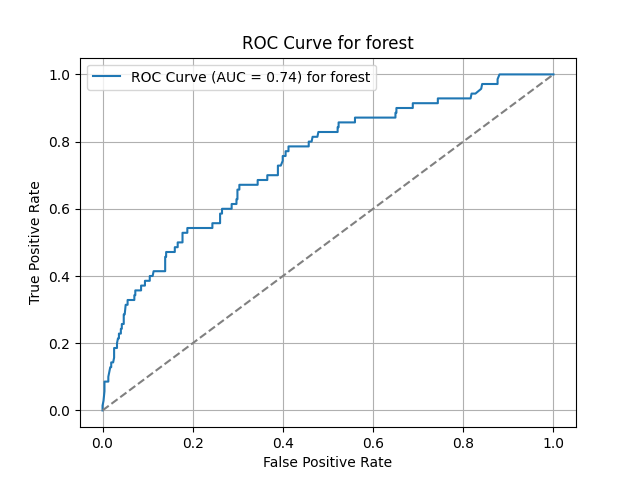 ROC Curve for forest
ROC Curve (AUC = 0.74) for forest
True Positive Rate
1.0
0.8
0.6
0.4
0.2
0.0
0.0 0.2 0.4 0.6 0.8 1.0
False Positive Rate